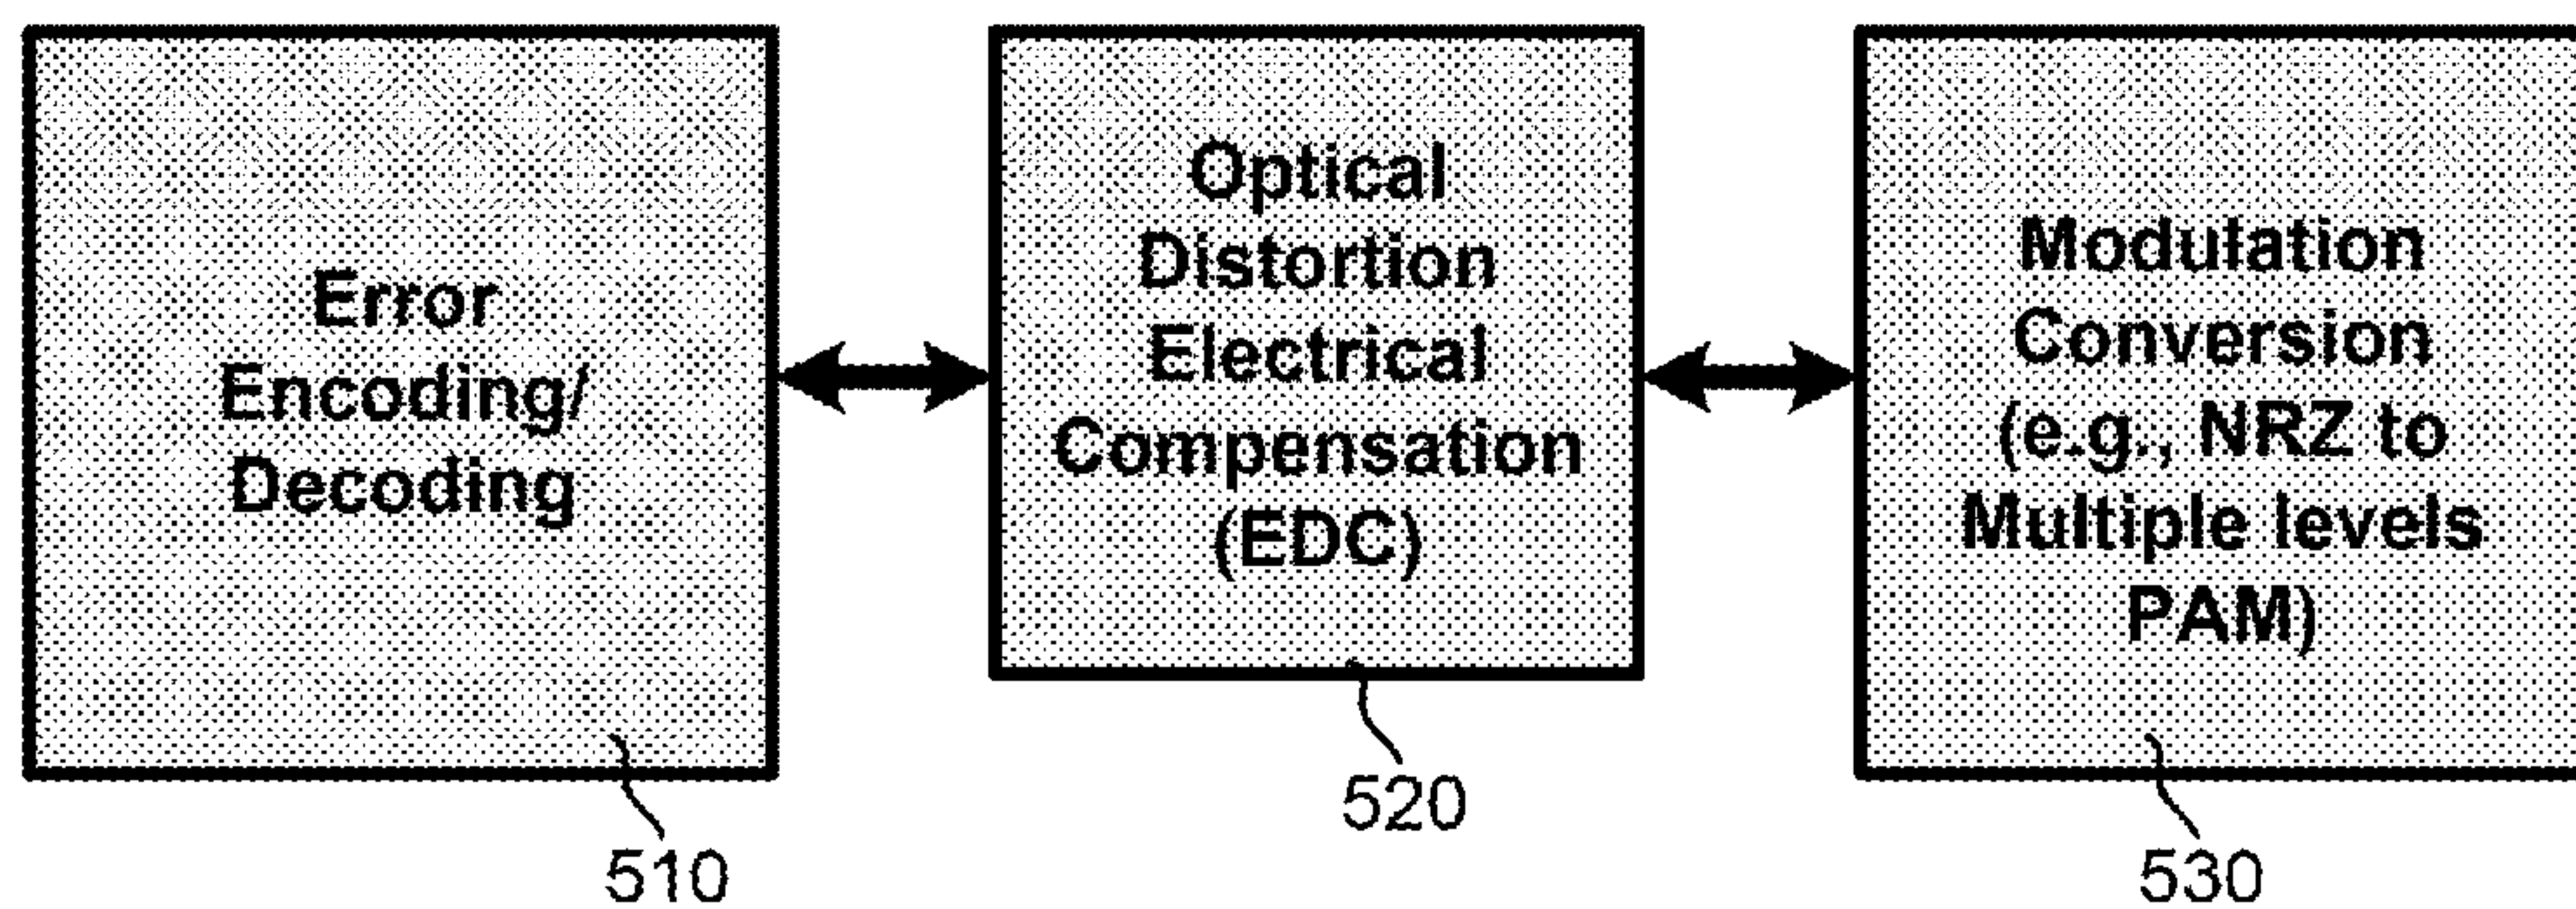 Error
Encoding/
Decoding
510
Optical
Distortion
Electrical
Compensation
(EDC)
520
Modulation
Conversion
(e.g., NRZ to
Multiple levels
PAM)
530